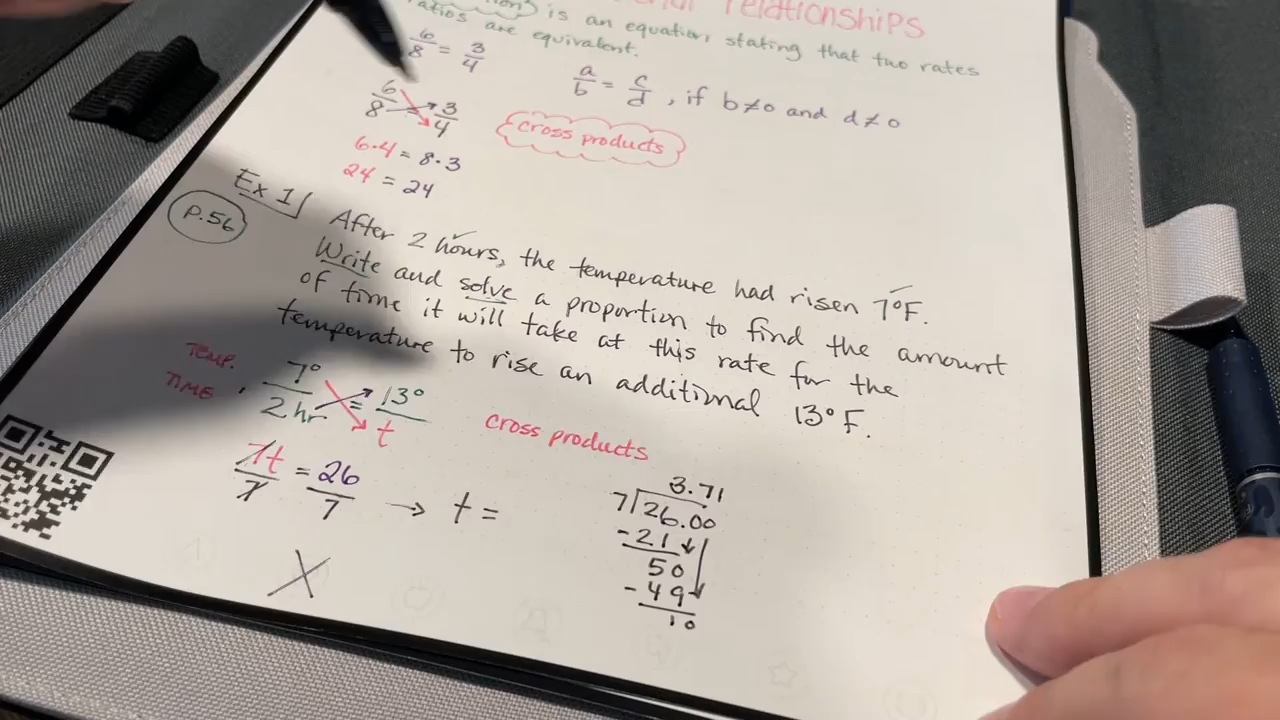 relationships
is an equation, stating that two rates
ratios are equivalent.
6/8 = 3/4
a/b = c/d , if b≠0 and d≠0
6/8 = 3/4
cross products
6·4 = 8·3
24 = 24
Ex 1
p.56
After 2 hours, the temperature had risen 7°F.
Write and solve a proportion to find the amount
of time it will take at this rate for the
temperature to rise an additional 13°F.
TEMP. 7° = 13°
TIME 2 hr t
cross products
7t/7 = 26/7 → t =
3.71
7 26.00
-21
50
-49
10
X